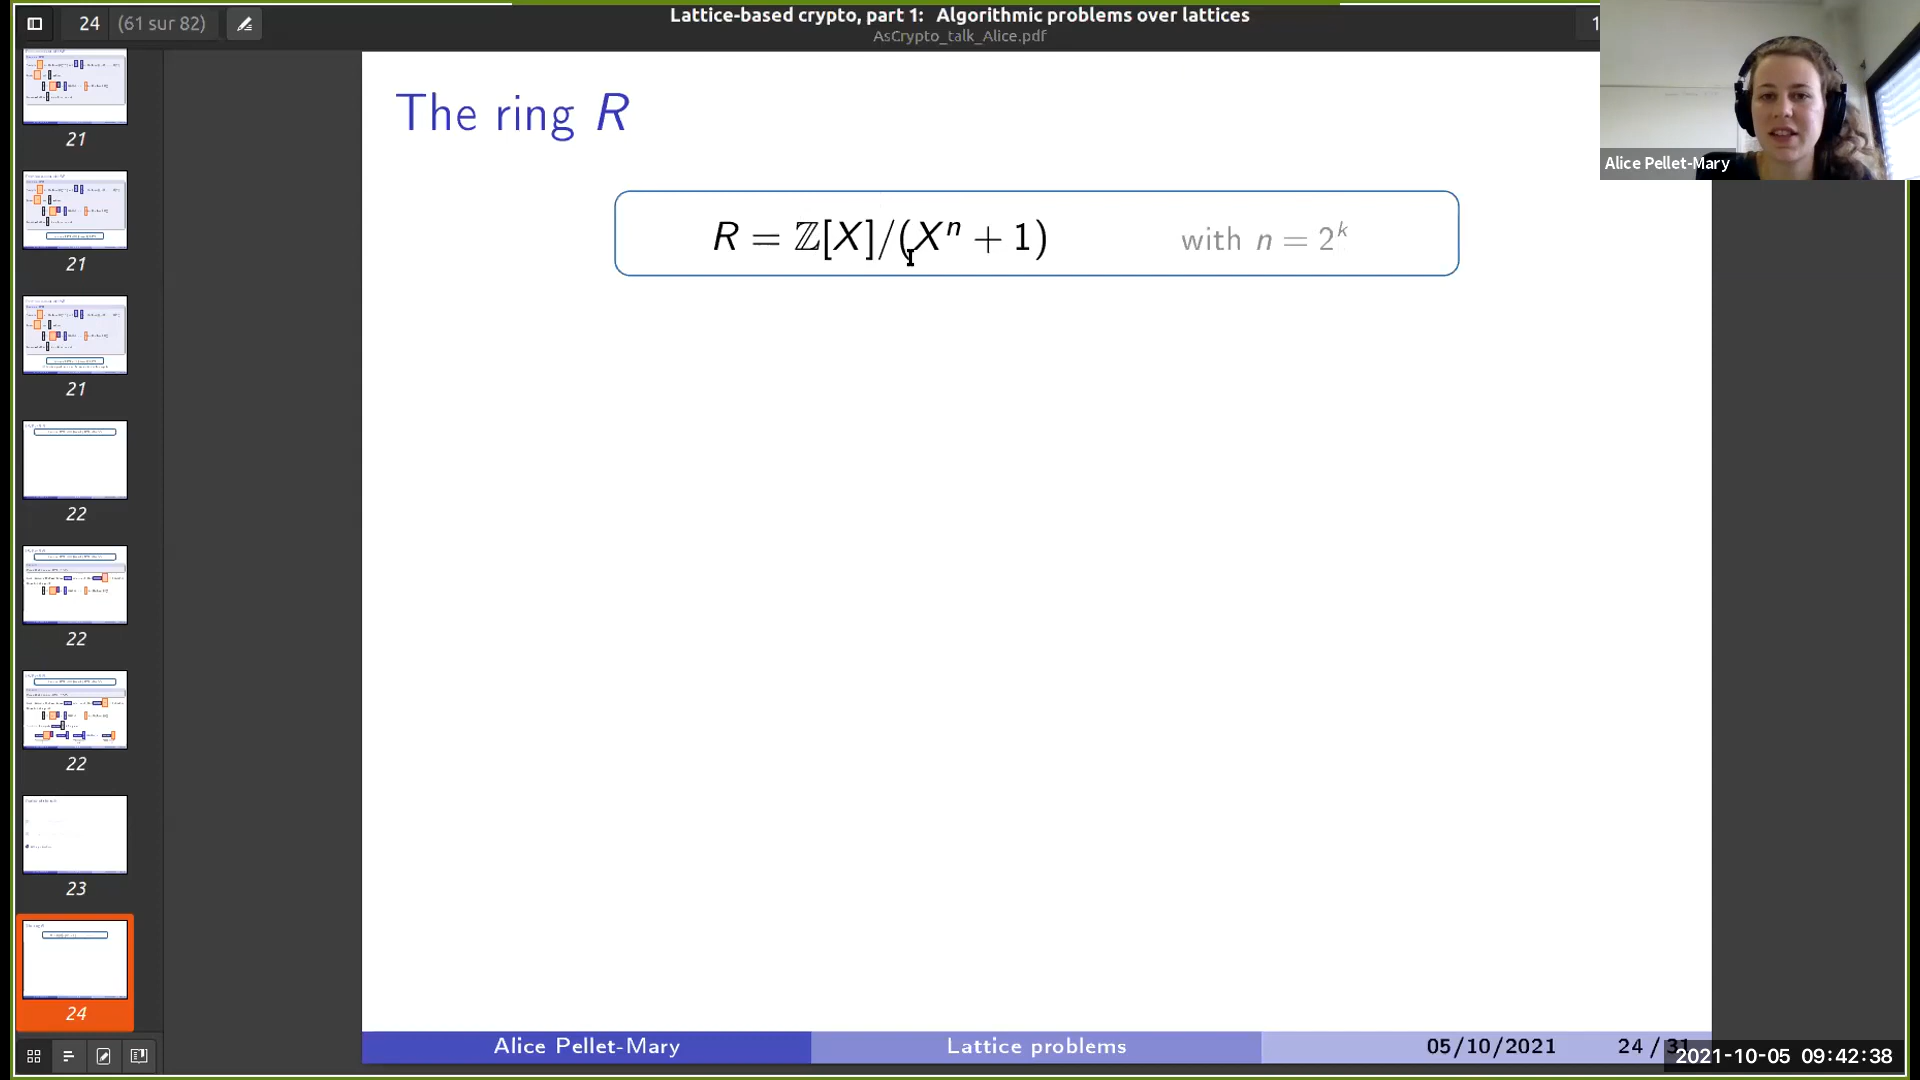 24 (61 sur 82)
Lattice-based crypto, part 1: Algorithmic problems over lattices
AsCrypto_talk_Alice.pdf
Alice Pellet-Mary
The ring R
R = ℤ[X]/(Xⁿ + 1) with n = 2ᵏ
21
21
21
22
22
22
23
24
Alice Pellet-Mary Lattice problems 05/10/2021 24 / 31
2021-10-05 09:42:38